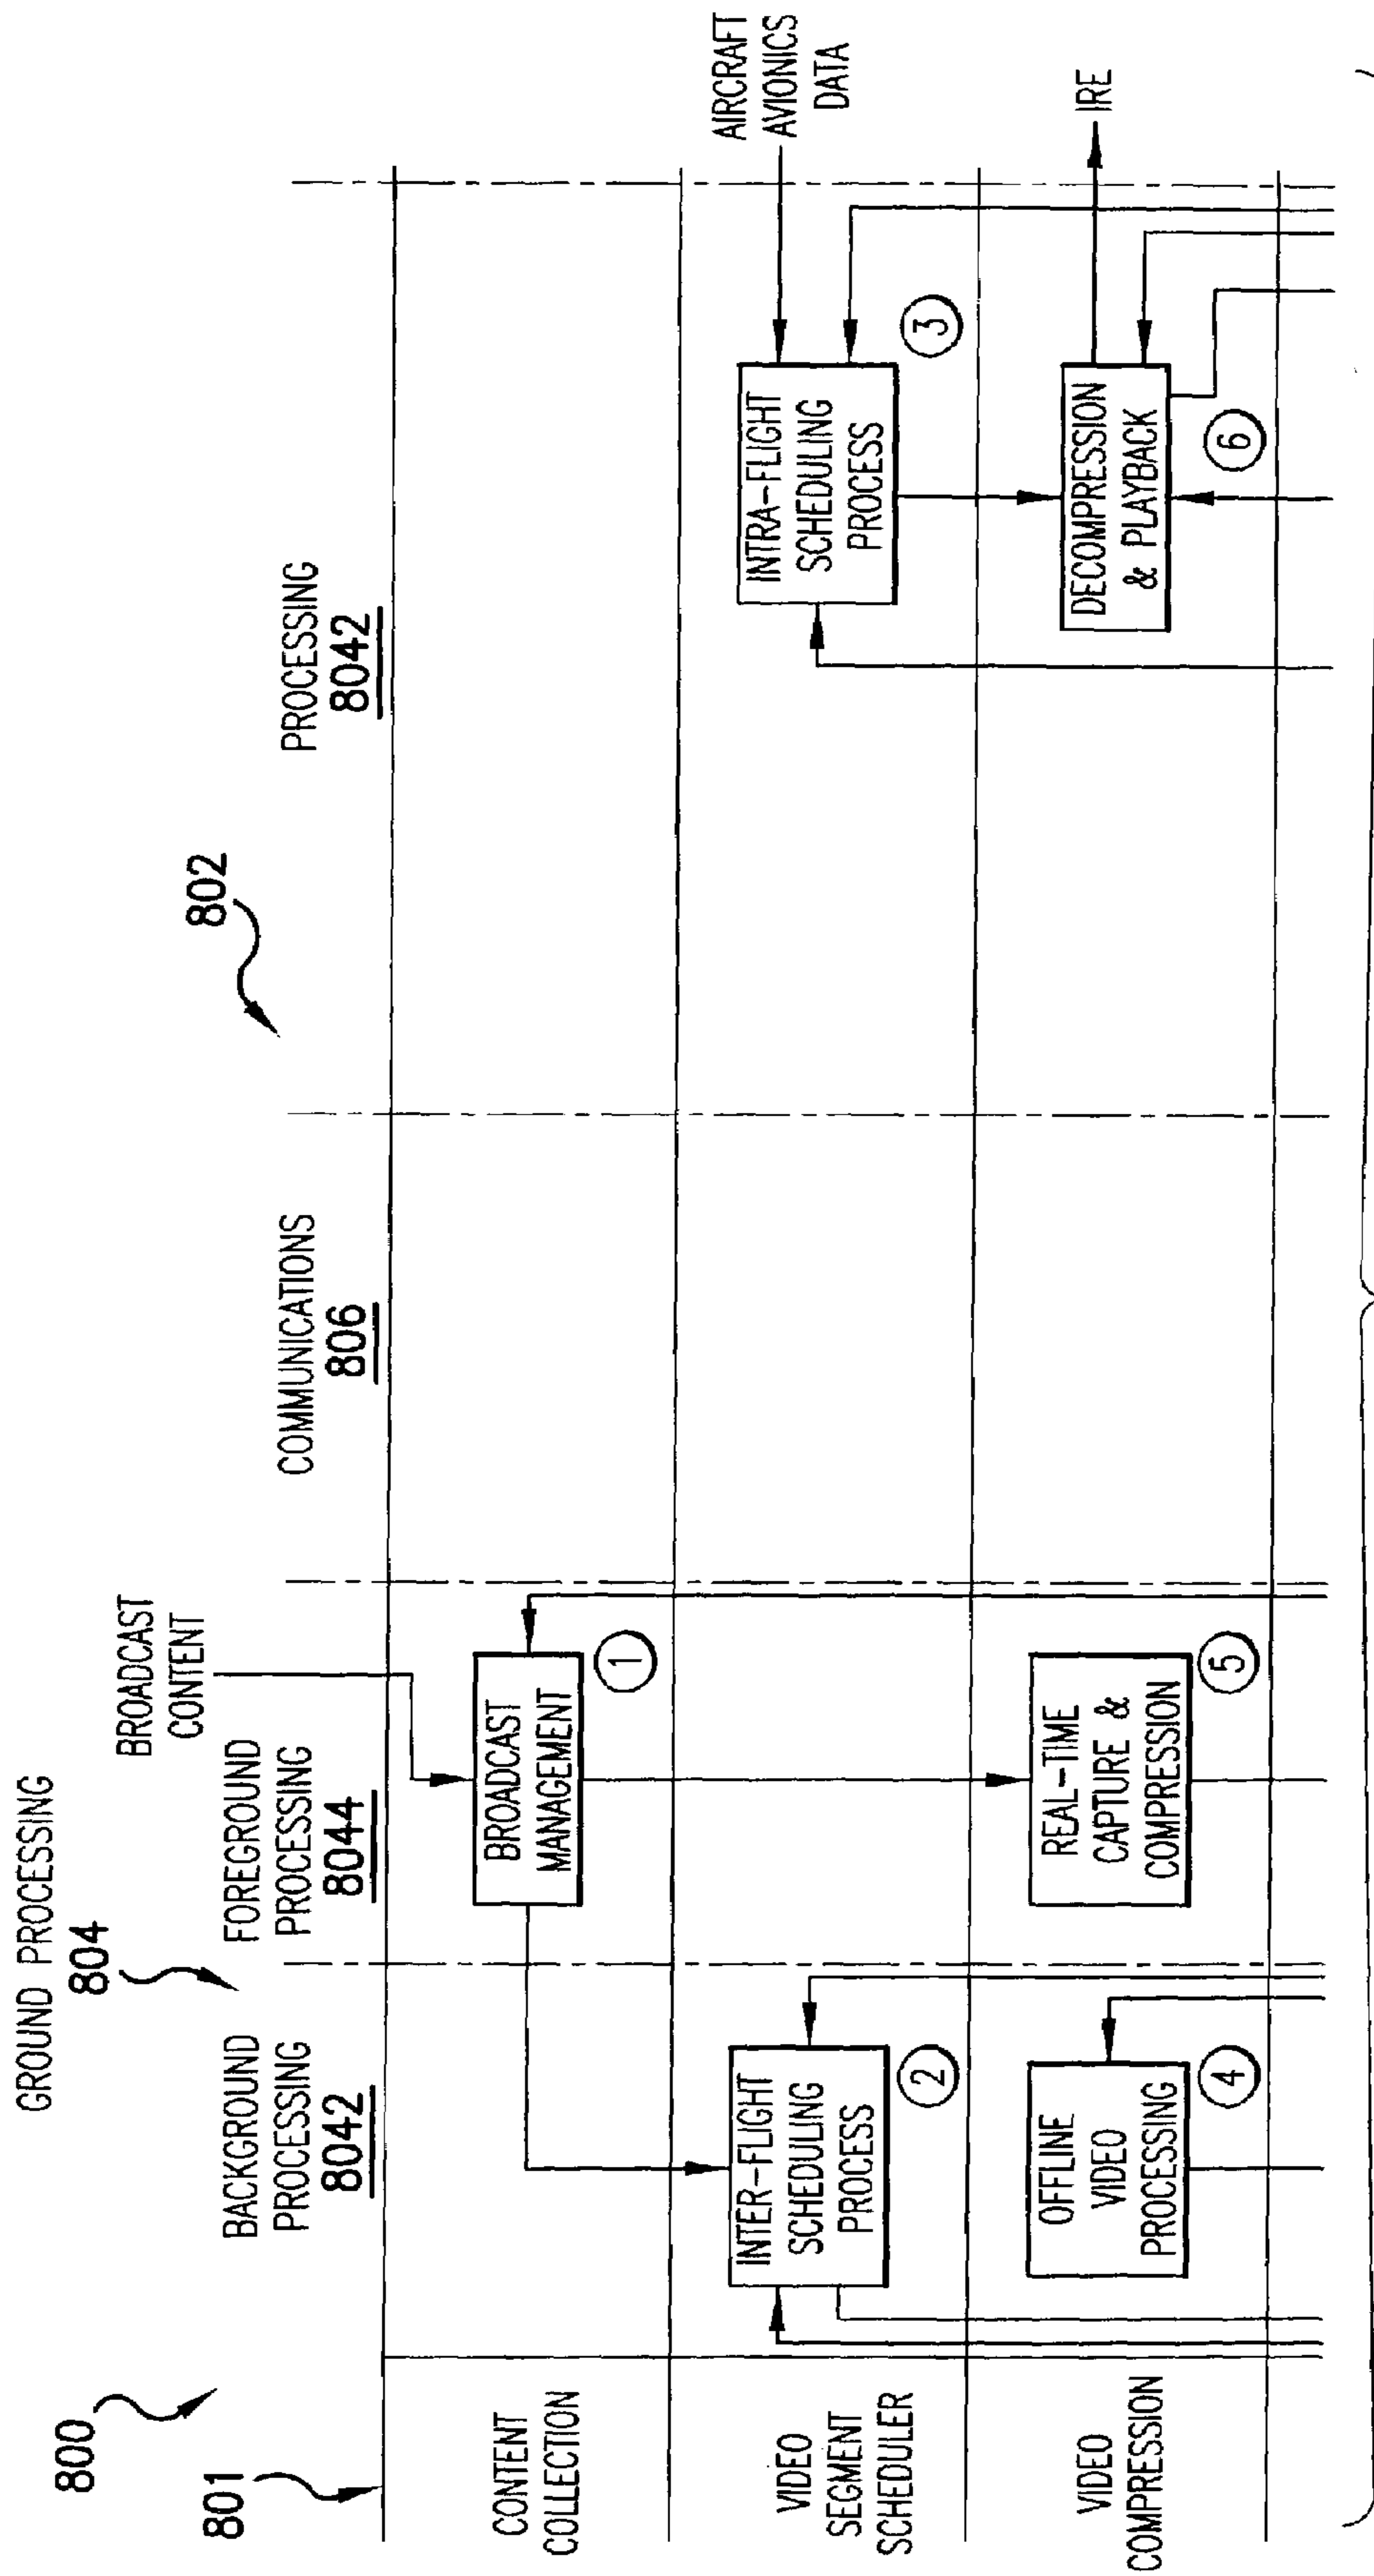 GROUND PROCESSING
804
800
801
BACKGROUND
PROCESSING
8042
FOREGROUND
PROCESSING
8044
BROADCAST
CONTENT
COMMUNICATIONS
806
802
PROCESSING
8042
CONTENT
COLLECTION
BROADCAST
MANAGEMENT
1
VIDEO
SEGMENT
SCHEDULER
INTER-FLIGHT
SCHEDULING
PROCESS
2
INTRA-FLIGHT
SCHEDULING
PROCESS
3
AIRCRAFT
AVIONICS
DATA
VIDEO
COMPRESSION
OFFLINE
VIDEO
PROCESSING
4
REAL-TIME
CAPTURE &
COMPRESSION
5
DECOMPRESSION
& PLAYBACK
6
IRE